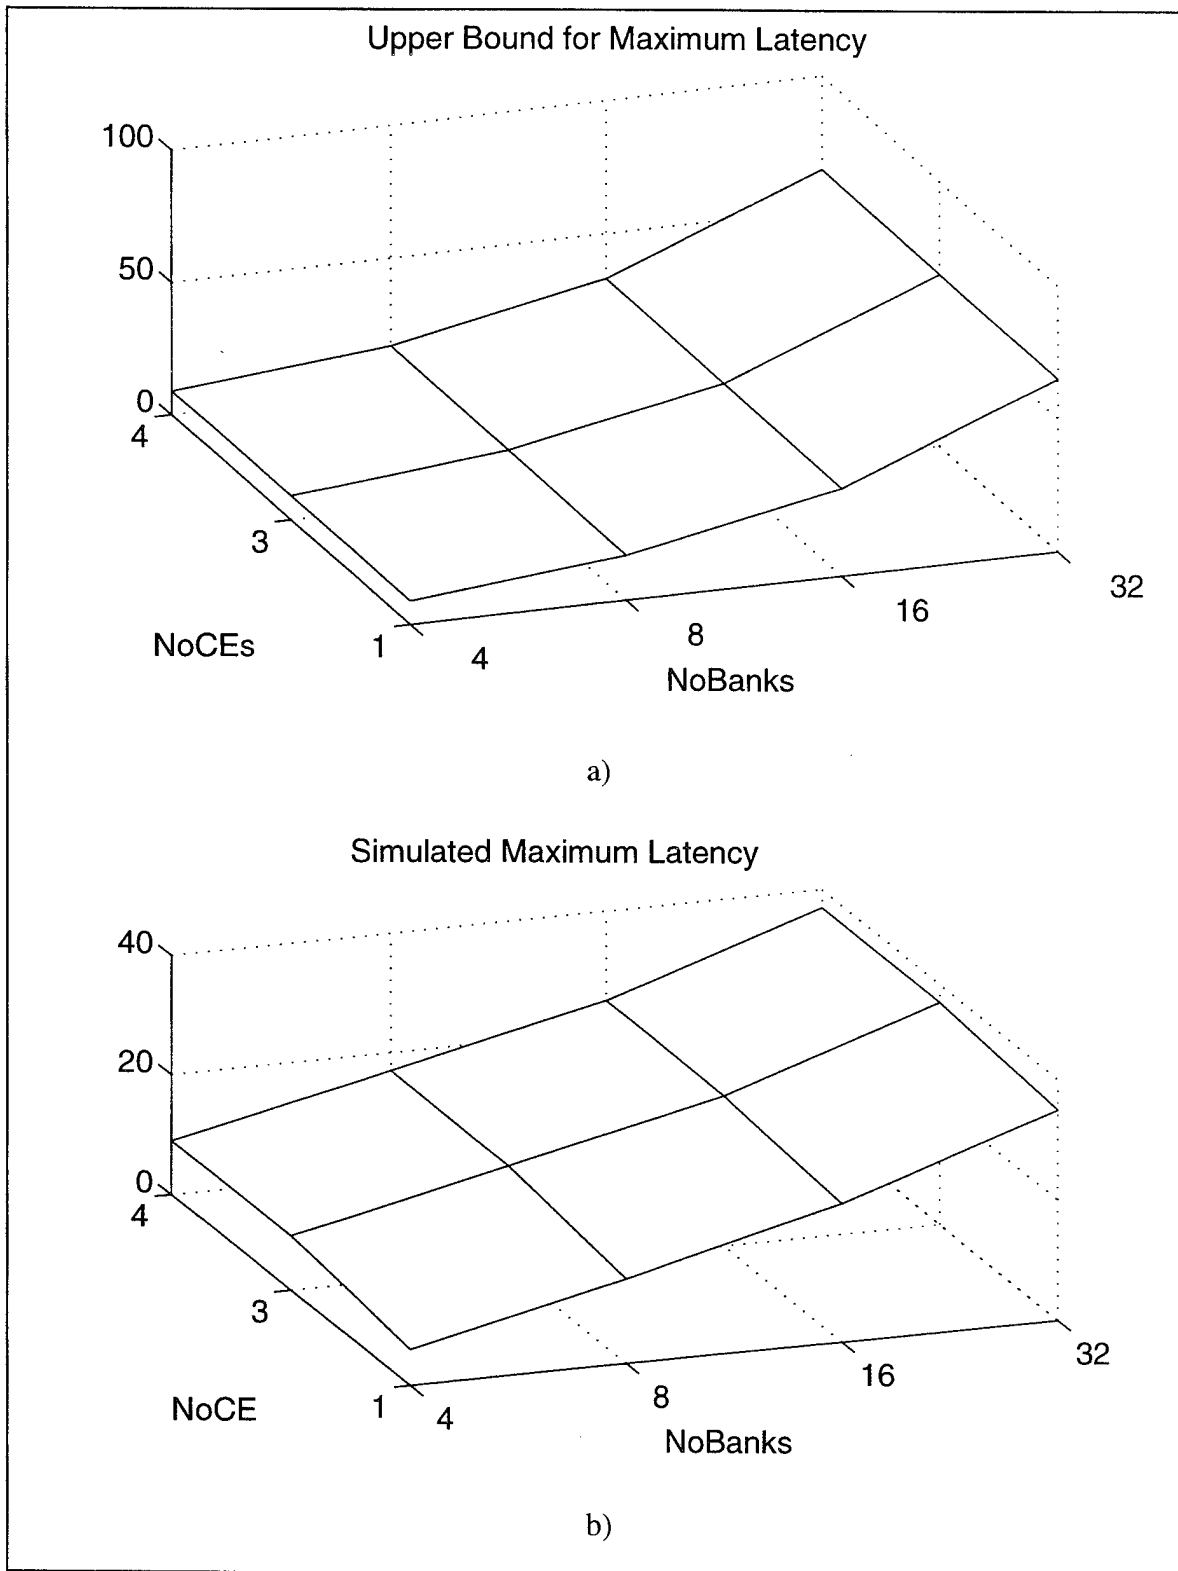 Upper Bound for Maximum Latency
100
50
0
4
3
1
NoCEs
4
8
16
32
NoBanks
a)
Simulated Maximum Latency
40
20
0
4
3
1
NoCE
4
8
16
32
NoBanks
b)